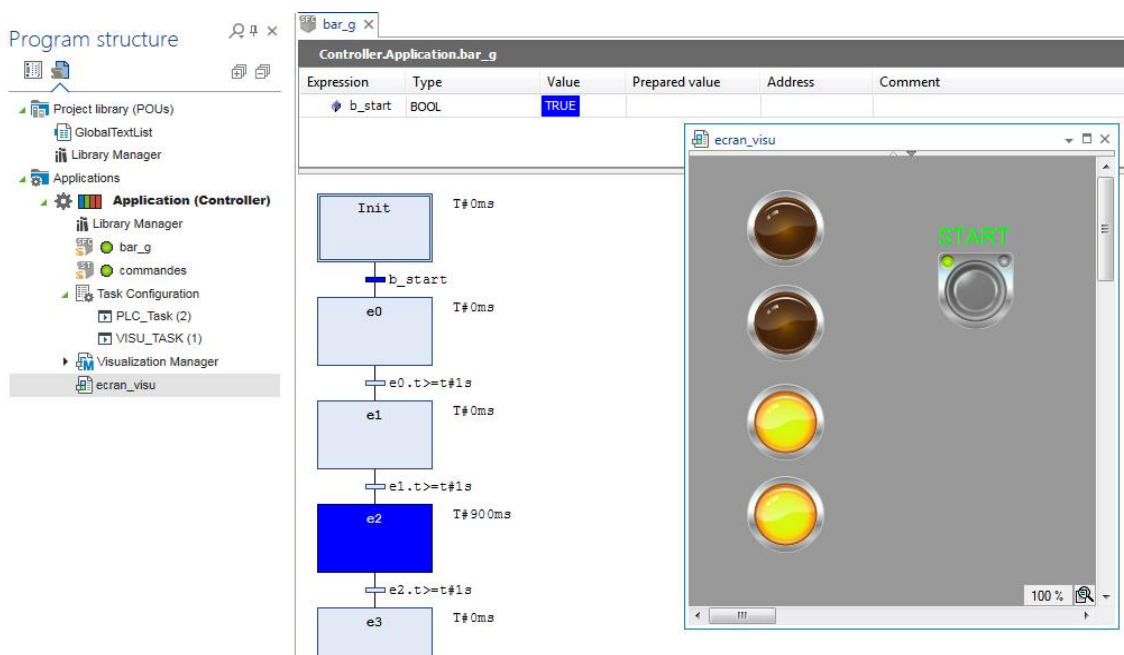 Program structure
Project library (POUs)
GlobalTextList
Library Manager
Applications
Application (Controller)
Library Manager
bar_g
commandes
Task Configuration
PLC_Task (2)
VISU_TASK (1)
Visualization Manager
ecran_visu
bar_g
Controller.Application.bar_g
Expression Type Value Prepared value Address Comment
b_start BOOL TRUE
Init T#0ms
b_start
e0 T#0ms
e0.t>=t#1s
e1 T#0ms
e1.t>=t#1s
e2 T#900ms
e2.t>=t#1s
e3 T#0ms
ecran_visu
START
100 %